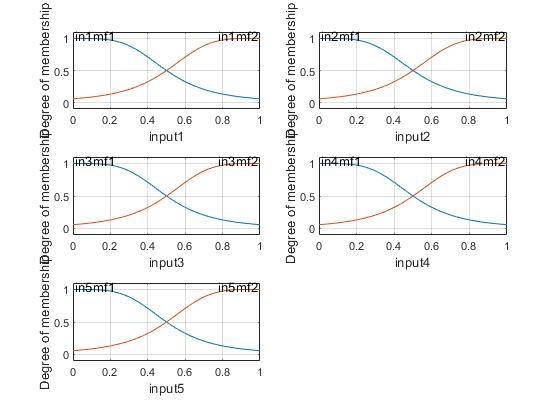 in1mf1 in1mf2
Degree of membership
1
0.5
0
0 0.2 0.4 0.6 0.8 1
input1
in2mf1 in2mf2
Degree of membership
1
0.5
0
0 0.2 0.4 0.6 0.8 1
input2
in3mf1 in3mf2
Degree of membership
1
0.5
0
0 0.2 0.4 0.6 0.8 1
input3
in4mf1 in4mf2
Degree of membership
1
0.5
0
0 0.2 0.4 0.6 0.8 1
input4
in5mf1 in5mf2
Degree of membership
1
0.5
0
0 0.2 0.4 0.6 0.8 1
input5